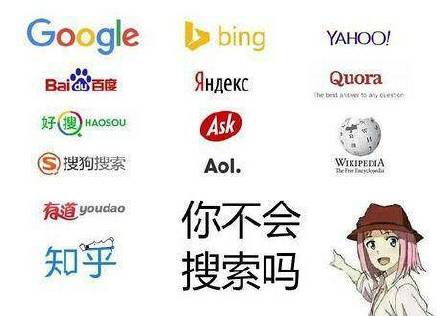 Google
bing
YAHOO!
Baidu百度
Яндекс
Quora
The best answer to any question
好搜 HAOSOU
Ask
WIKIPEDIA
The Free Encyclopedia
S 搜狗搜索
Aol.
有道 youdao
你不会
搜索吗
知乎